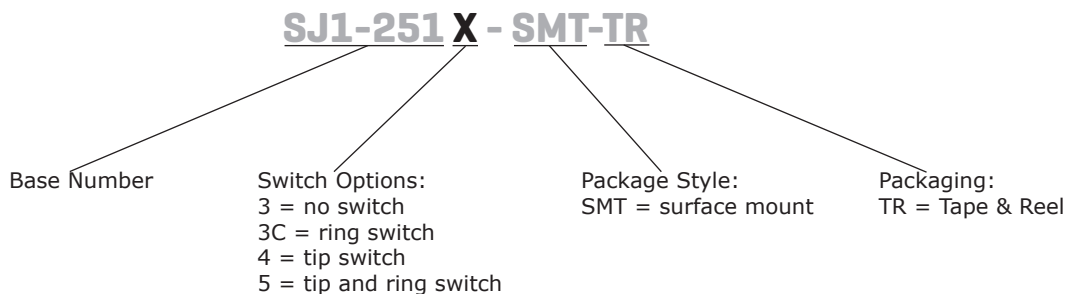 SJ1-251 X - SMT-TR
Base Number
Switch Options:
3 = no switch
3C = ring switch
4 = tip switch
5 = tip and ring switch
Package Style:
SMT = surface mount
Packaging:
TR = Tape & Reel